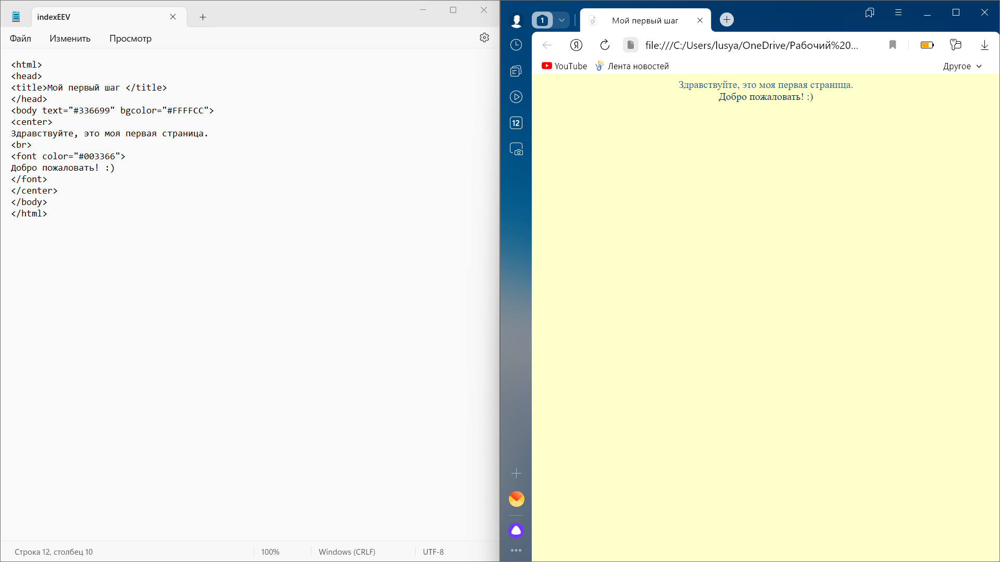 indexEEV
Файл Изменить Просмотр
<html>
<head>
<title>Мой первый шаг </title>
</head>
<body text="#336699" bgcolor="#FFFFCC">
<center>
Здравствуйте, это моя первая страница.
<br>
<font color="#003366">
Добро пожаловать! :)
</font>
</center>
</body>
</html>
Строка 12, столбец 10 100% Windows (CRLF) UTF-8
1 Мой первый шаг
Я file:///C:/Users/lusya/OneDrive/Рабочий%20...
YouTube Лента новостей Другое
12
Здравствуйте, это моя первая страница.
Добро пожаловать! :)